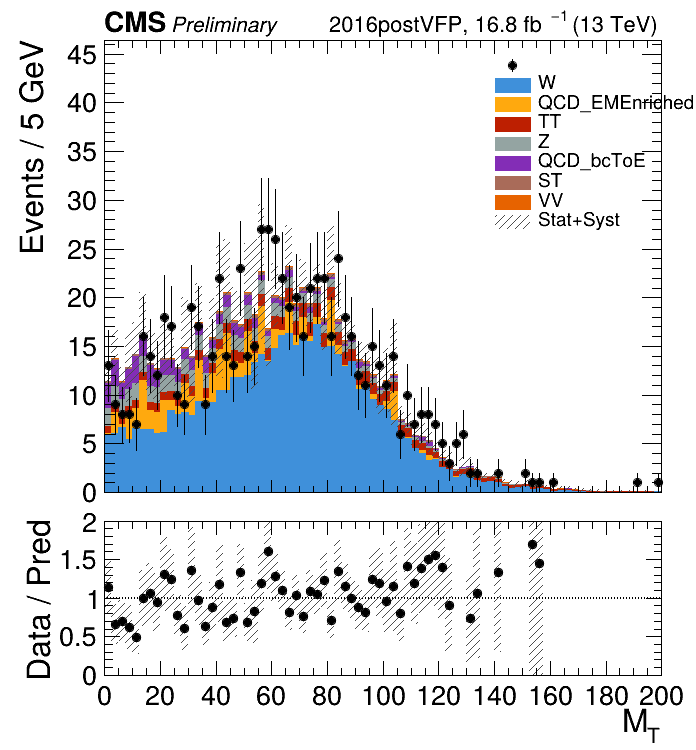 CMS Preliminary 2016postVFP, 16.8 fb⁻¹ (13 TeV)
Events / 5 GeV
45
40
35
30
25
20
15
10
5
0
W
QCD_EMEnriched
TT
Z
QCD_bcToE
ST
VV
Stat+Syst
Data / Pred
2
1.5
1
0.5
0
0 20 40 60 80 100 120 140 160 180 200
M_T